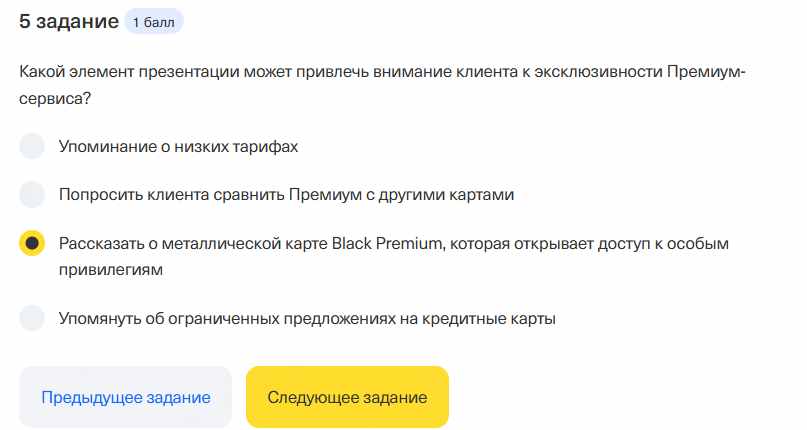 5 задание 1 балл
Какой элемент презентации может привлечь внимание клиента к эксклюзивности Премиум-
сервиса?
Упоминание о низких тарифах
Попросить клиента сравнить Премиум с другими картами
Рассказать о металлической карте Black Premium, которая открывает доступ к особым
привилегиям
Упомянуть об ограниченных предложениях на кредитные карты
Предыдущее задание Следующее задание